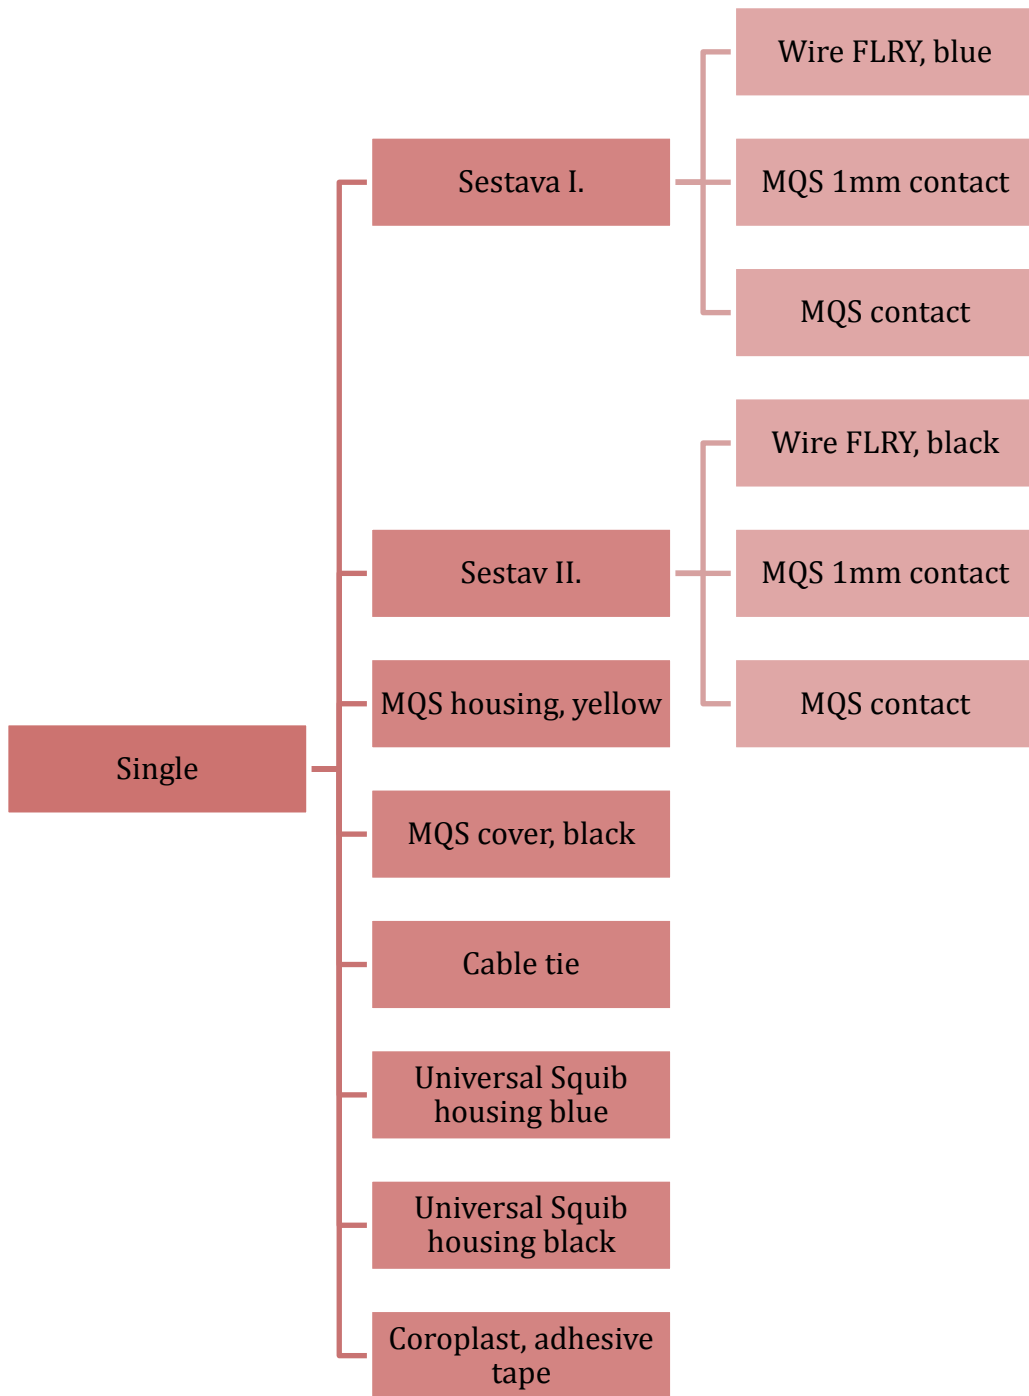 Single
Sestava I.
Wire FLRY, blue
MQS 1mm contact
MQS contact
Sestav II.
Wire FLRY, black
MQS 1mm contact
MQS contact
MQS housing, yellow
MQS cover, black
Cable tie
Universal Squib
housing blue
Universal Squib
housing black
Coroplast, adhesive
tape